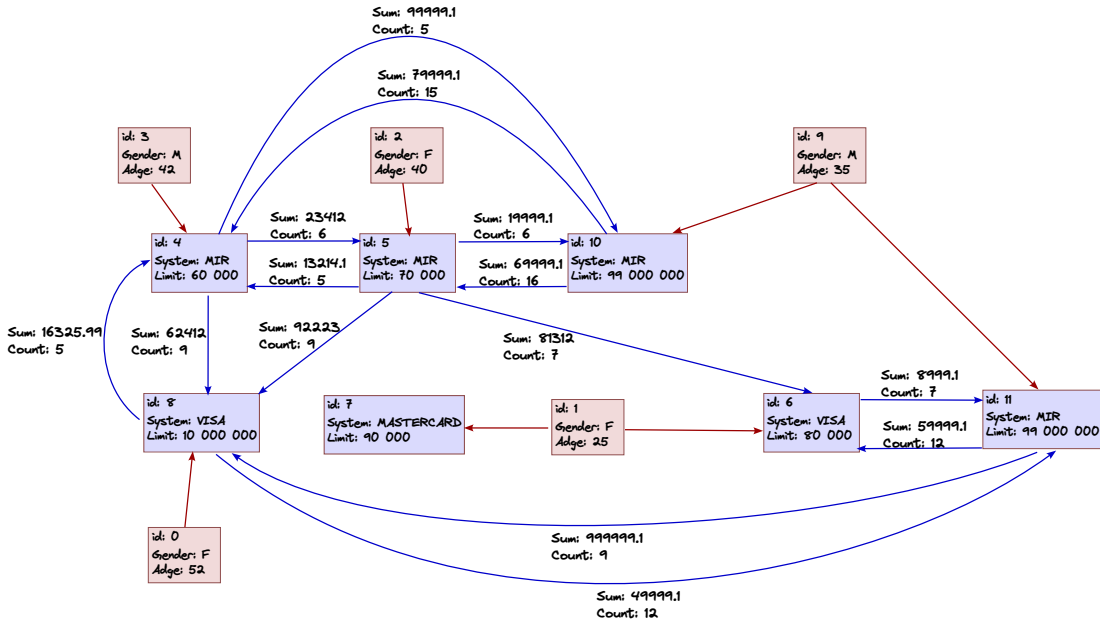 Sum: 99999.1
Count: 5
Sum: 79999.1
Count: 15
id: 3
Gender: M
Adge: 42
id: 2
Gender: F
Adge: 40
id: 9
Gender: M
Adge: 35
Sum: 23412
Count: 6
Sum: 19999.1
Count: 6
id: 4
System: MIR
Limit: 60 000
id: 5
System: MIR
Limit: 70 000
id: 10
System: MIR
Limit: 99 000 000
Sum: 13214.1
Count: 5
Sum: 69999.1
Count: 16
Sum: 16325.99
Count: 5
Sum: 62412
Count: 9
Sum: 92223
Count: 9
Sum: 81312
Count: 7
Sum: 8999.1
Count: 7
id: 8
System: VISA
Limit: 10 000 000
id: 7
System: MASTERCARD
Limit: 90 000
id: 1
Gender: F
Adge: 25
id: 6
System: VISA
Limit: 80 000
id: 11
System: MIR
Limit: 99 000 000
Sum: 59999.1
Count: 12
id: 0
Gender: F
Adge: 52
Sum: 999999.1
Count: 9
Sum: 49999.1
Count: 12